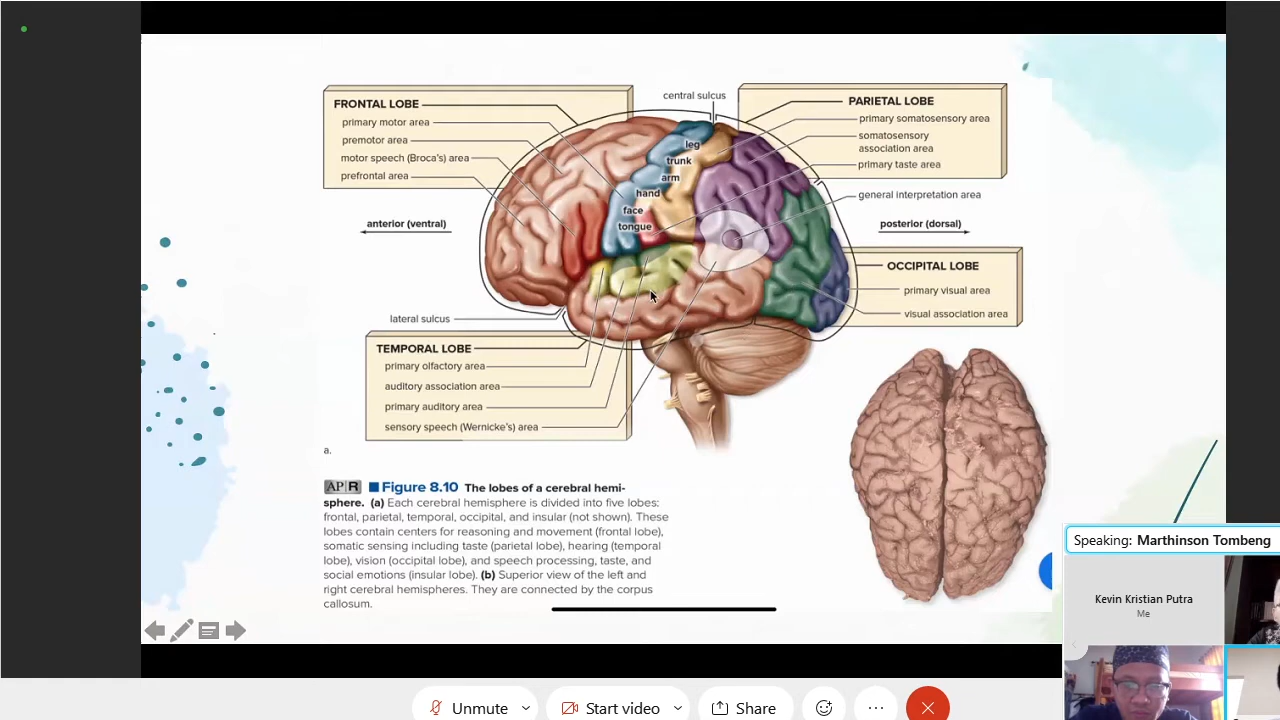 central sulcus
FRONTAL LOBE
primary motor area
premotor area
motor speech (Broca's) area
prefrontal area
PARIETAL LOBE
primary somatosensory area
somatosensory
association area
primary taste area
leg
trunk
arm
hand
face
tongue
general interpretation area
anterior (ventral)
posterior (dorsal)
OCCIPITAL LOBE
primary visual area
visual association area
lateral sulcus
TEMPORAL LOBE
primary olfactory area
auditory association area
primary auditory area
sensory speech (Wernicke's) area
a.
AP|R Figure 8.10 The lobes of a cerebral hemi-
sphere. (a) Each cerebral hemisphere is divided into five lobes:
frontal, parietal, temporal, occipital, and insular (not shown). These
lobes contain centers for reasoning and movement (frontal lobe),
somatic sensing including taste (parietal lobe), hearing (temporal
lobe), vision (occipital lobe), and speech processing, taste, and
social emotions (insular lobe). (b) Superior view of the left and
right cerebral hemispheres. They are connected by the corpus
callosum.
Speaking: Marthinson Tombeng
Kevin Kristian Putra
Me
Unmute
Start video
Share